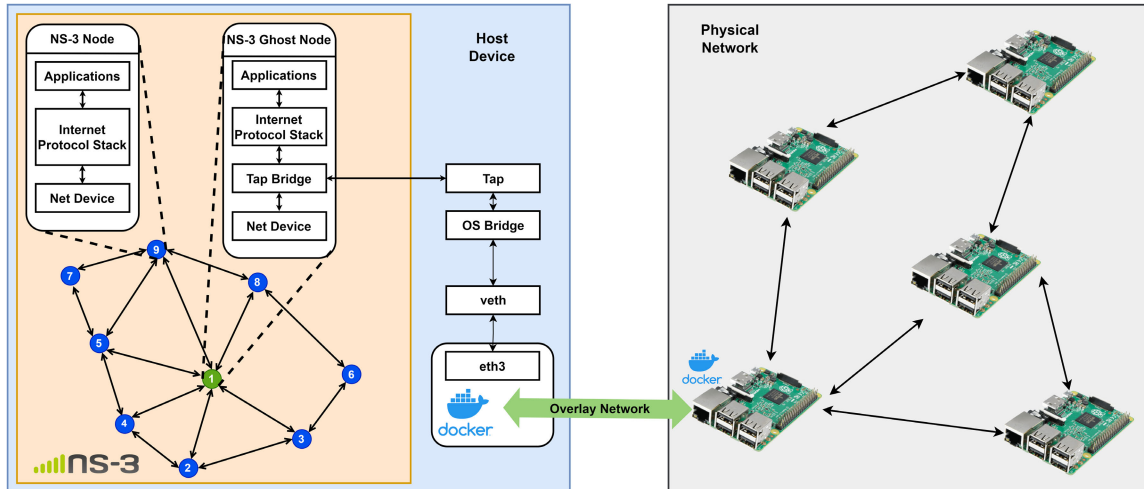 NS-3 Node
Applications
Internet
Protocol Stack
Net Device
NS-3 Ghost Node
Applications
Internet
Protocol Stack
Tap Bridge
Net Device
Host
Device
Tap
OS Bridge
veth
eth3
docker
Overlay Network
9
7
8
5
1
6
4
3
2
NS-3
Physical
Network
docker